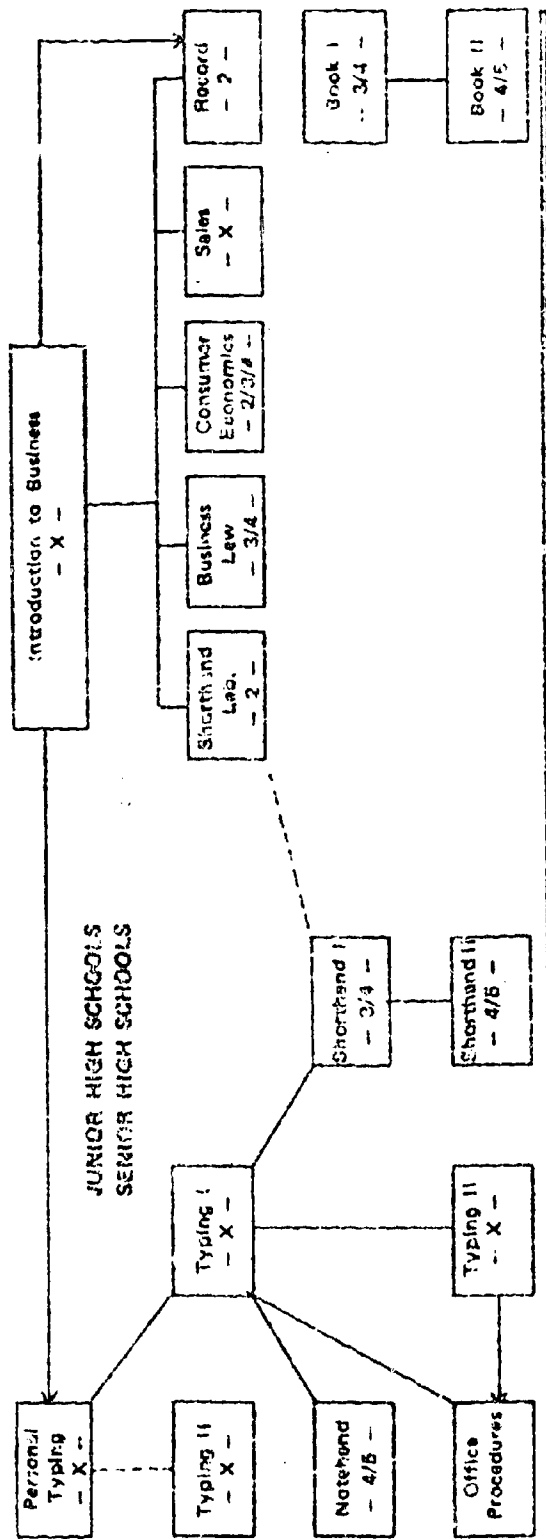 Introduction to Business
– X –
JUNIOR HIGH SCHOOLS
SENIOR HIGH SCHOOLS
Personal
Typing
– X –
Typing I
– X –
Shorthand
Lab.
– 2 –
Business
Law
– 3/4 –
Consumer
Economics
– 2/3/4 –
Sales
– X –
Record
– 2 –
Typing II
– X –
Notehand
– 4/5 –
Shorthand I
– 3/4 –
Book I
– 3/4 –
Office
Procedures
Typing II
– X –
Shorthand II
– 4/5 –
Book II
– 4/5 –